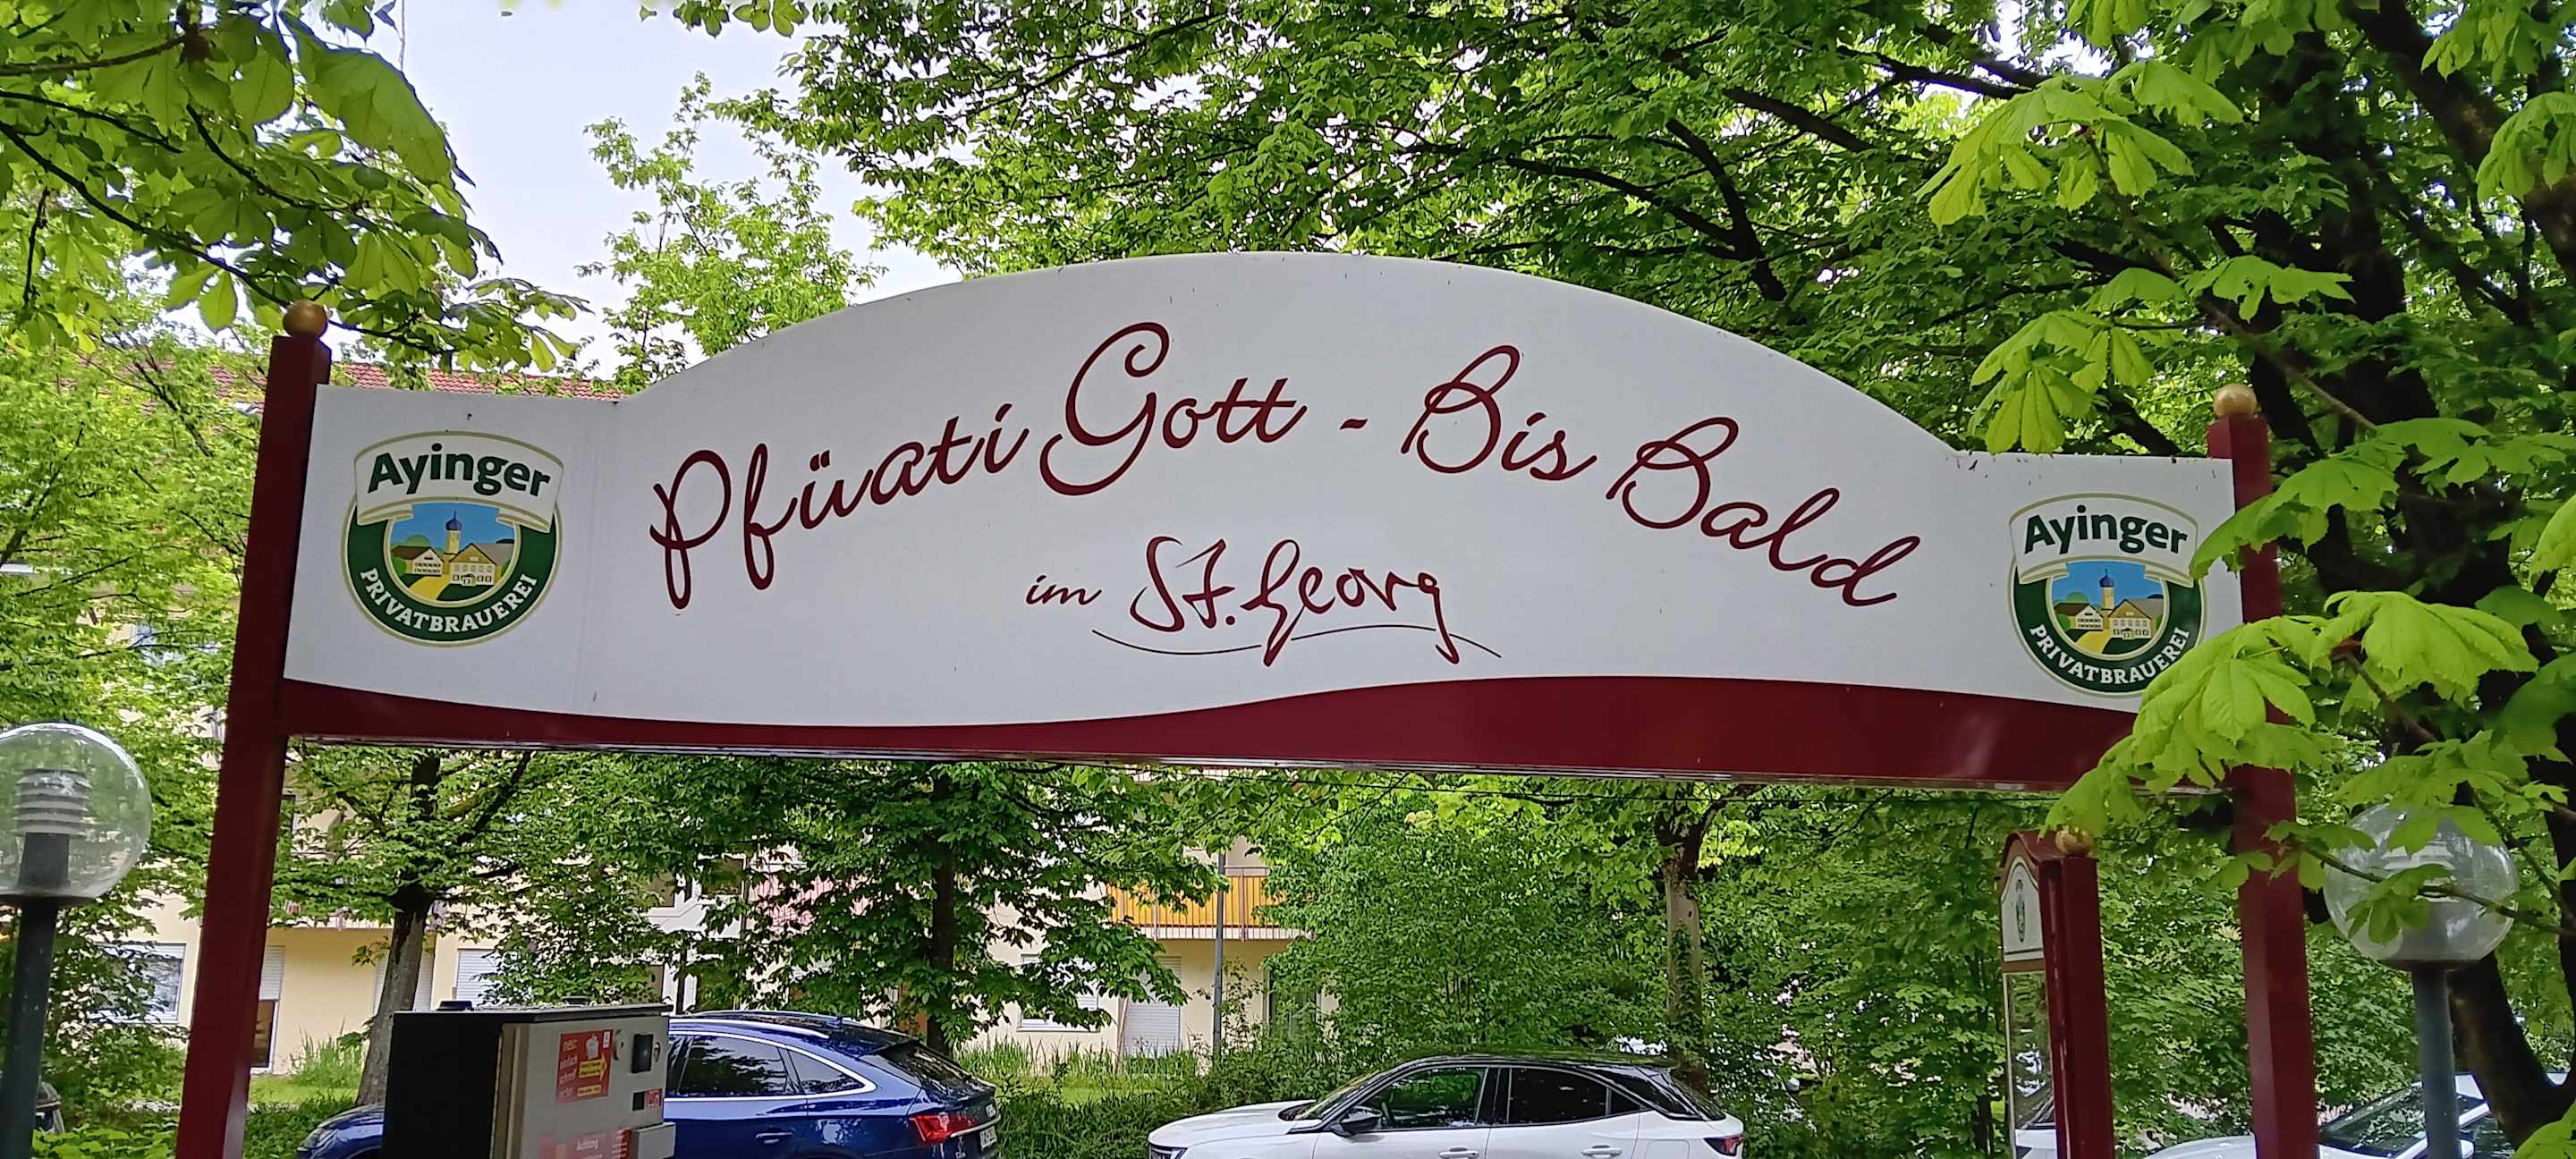 Pfüati Gott - Bis Bald
im St. Georg
Ayinger
PRIVATBRAUEREI
Ayinger
PRIVATBRAUEREI